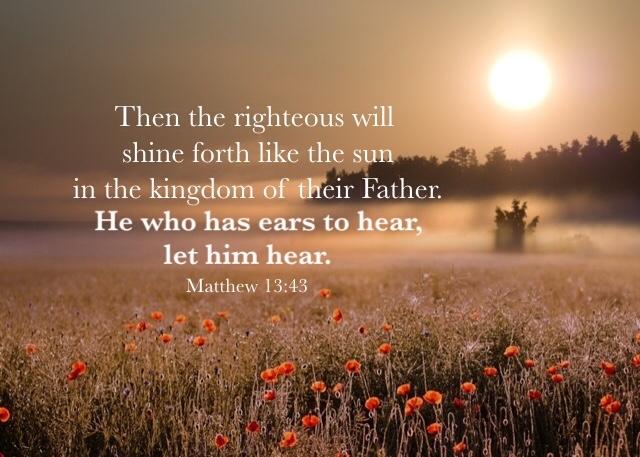 Then the righteous will
shine forth like the sun
in the kingdom of their Father.
He who has ears to hear,
let him hear.
Matthew 13:43